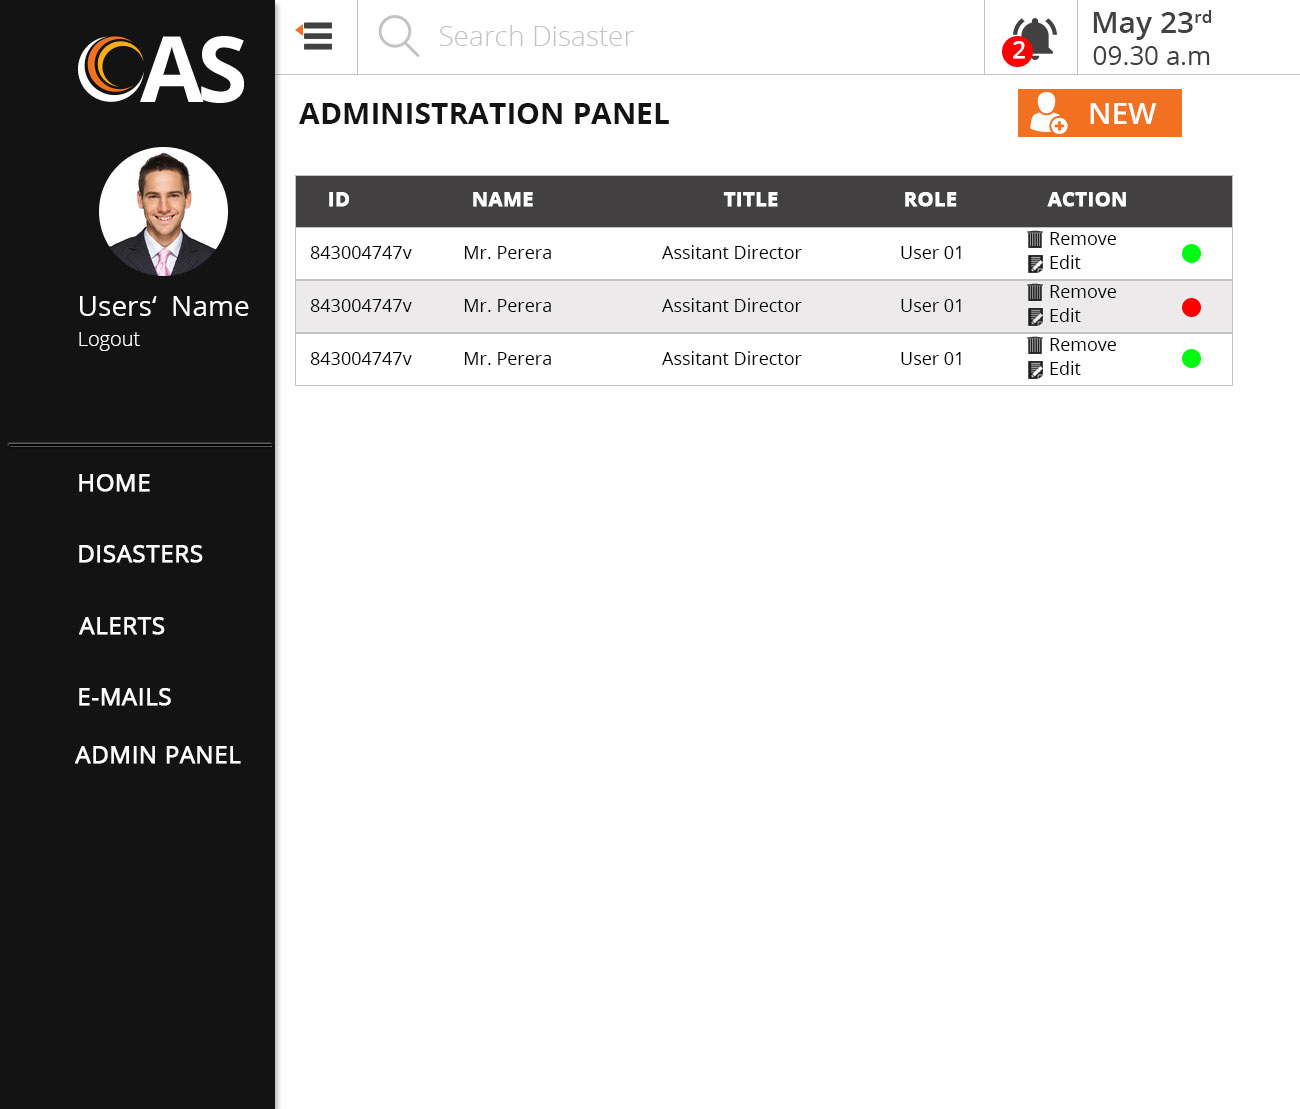 CAS
Users‘ Name
Logout
HOME
DISASTERS
ALERTS
E-MAILS
ADMIN PANEL
Search Disaster
2
May 23rd
09.30 a.m
ADMINISTRATION PANEL
NEW
ID NAME TITLE ROLE ACTION
843004747v Mr. Perera Assitant Director User 01 Remove
Edit
843004747v Mr. Perera Assitant Director User 01 Remove
Edit
843004747v Mr. Perera Assitant Director User 01 Remove
Edit